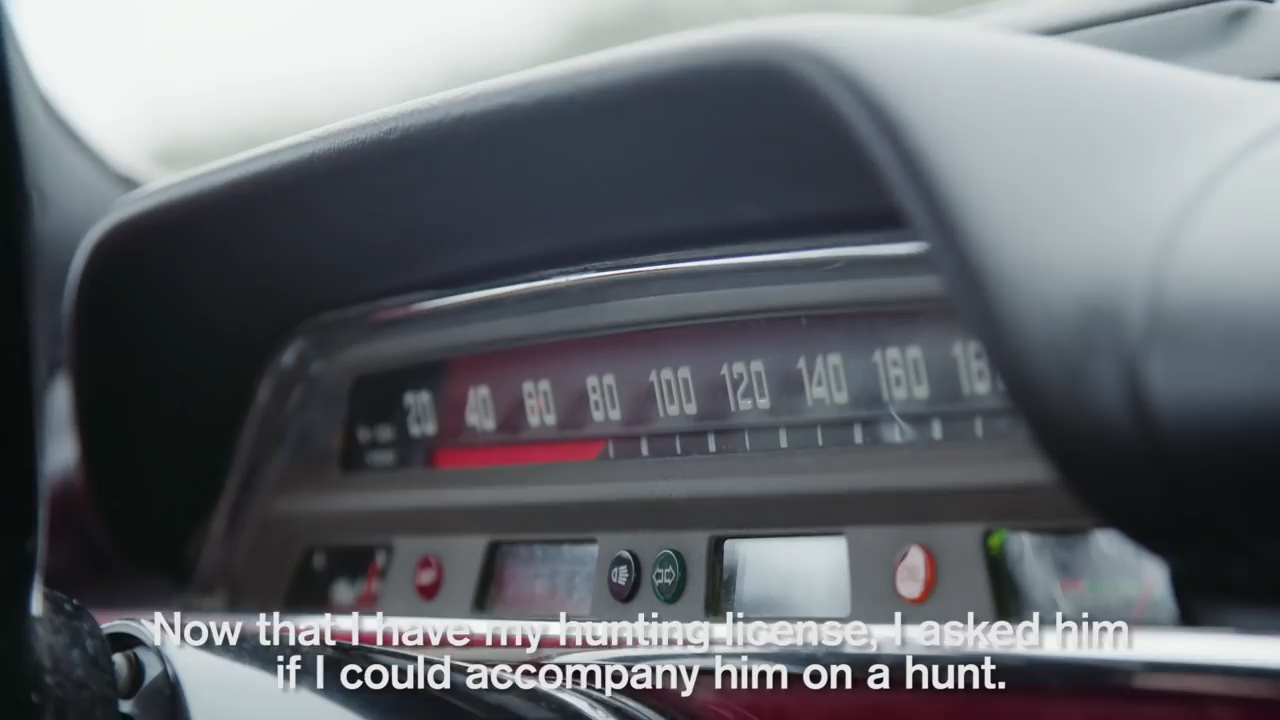 20 40 60 80 100 120 140 160
Now that I have my hunting license, I asked him
if I could accompany him on a hunt.